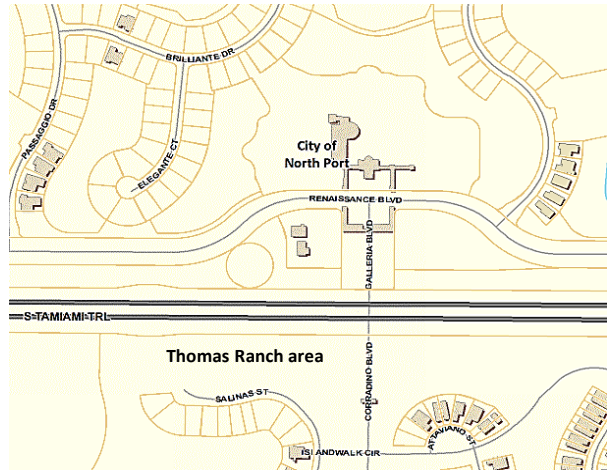 BRILLIANTE DR
PASSAGGIO DR
ELEGANTE CT
City of
North Port
RENAISSANCE BLVD
GALLERIA BLVD
S TAMIAMI TRL
Thomas Ranch area
CORRADINO BLVD
SALINAS ST
ATTAVIANO ST
ISLANDWALK CIR